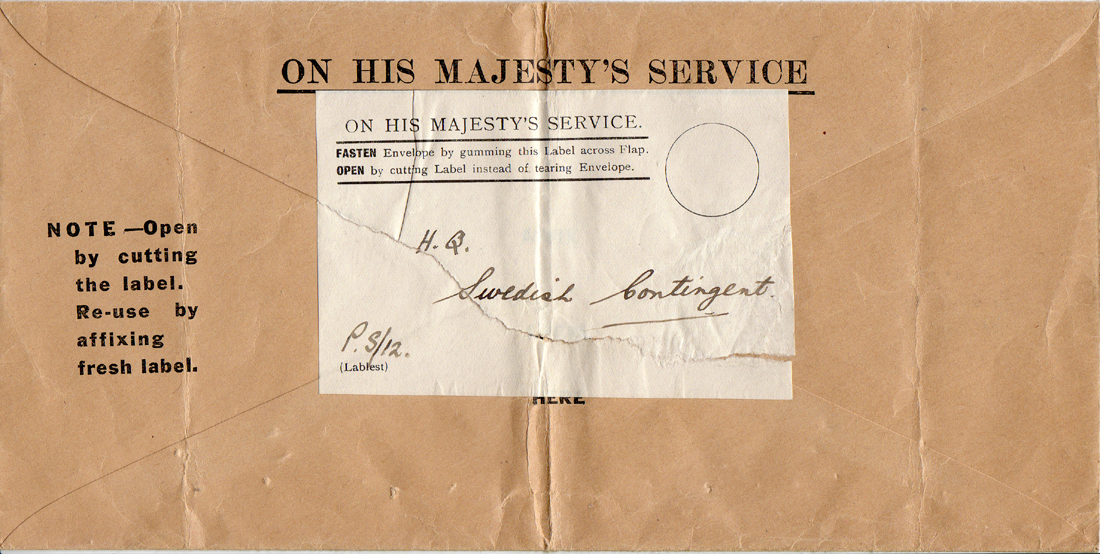 ON HIS MAJESTY'S SERVICE
ON HIS MAJESTY'S SERVICE.
FASTEN Envelope by gumming this Label across Flap.
OPEN by cutting Label instead of tearing Envelope.
NOTE —Open
by cutting
the label.
Re-use by
affixing
fresh label.
H. Q.
Swedish Contingent.
P. S/12.
(Lablest)
HERE